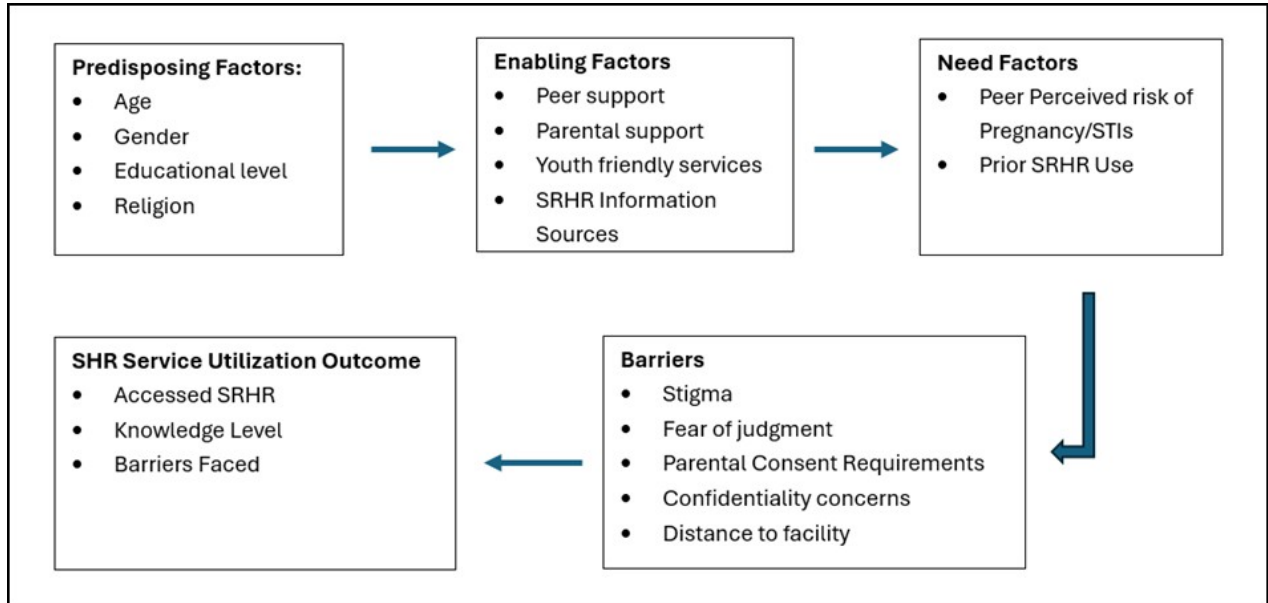 Predisposing Factors:
• Age
• Gender
• Educational level
• Religion
Enabling Factors
• Peer support
• Parental support
• Youth friendly services
• SRHR Information
Sources
Need Factors
• Peer Perceived risk of
Pregnancy/STIs
• Prior SRHR Use
Barriers
• Stigma
• Fear of judgment
• Parental Consent Requirements
• Confidentiality concerns
• Distance to facility
SHR Service Utilization Outcome
• Accessed SRHR
• Knowledge Level
• Barriers Faced